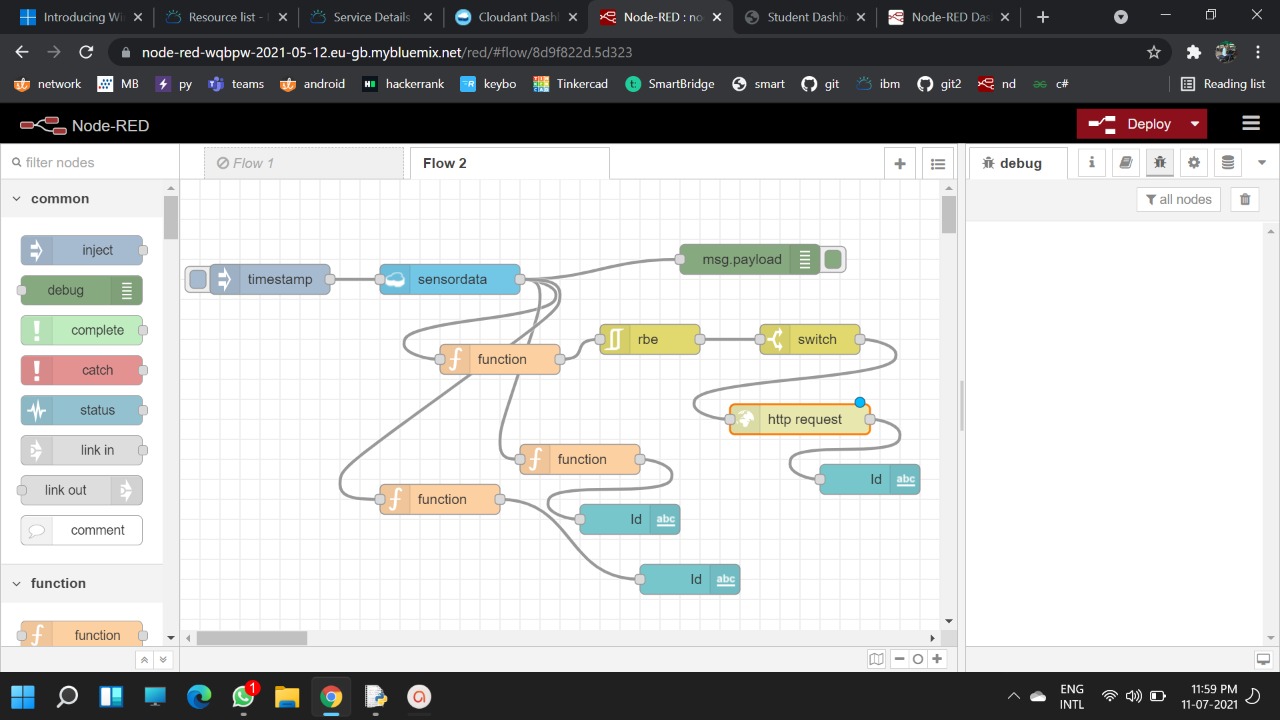 Introducing Wi
Resource list -
Service Details
Cloudant Dash
Node-RED : no
Student Dashb
Node-RED Das
node-red-wqbpw-2021-05-12.eu-gb.mybluemix.net/red/#flow/8d9f822d.5d323
network
MB
py
teams
android
hackerrank
keybo
Tinkercad
SmartBridge
smart
git
ibm
git2
nd
c#
Reading list
Node-RED
Deploy
filter nodes
Flow 1
Flow 2
debug
all nodes
common
inject
debug
complete
catch
status
link in
link out
comment
function
function
timestamp
sensordata
msg.payload
function
rbe
switch
http request
function
Id abc
function
Id abc
Id abc
ENG
INTL
11:59 PM
11-07-2021
1